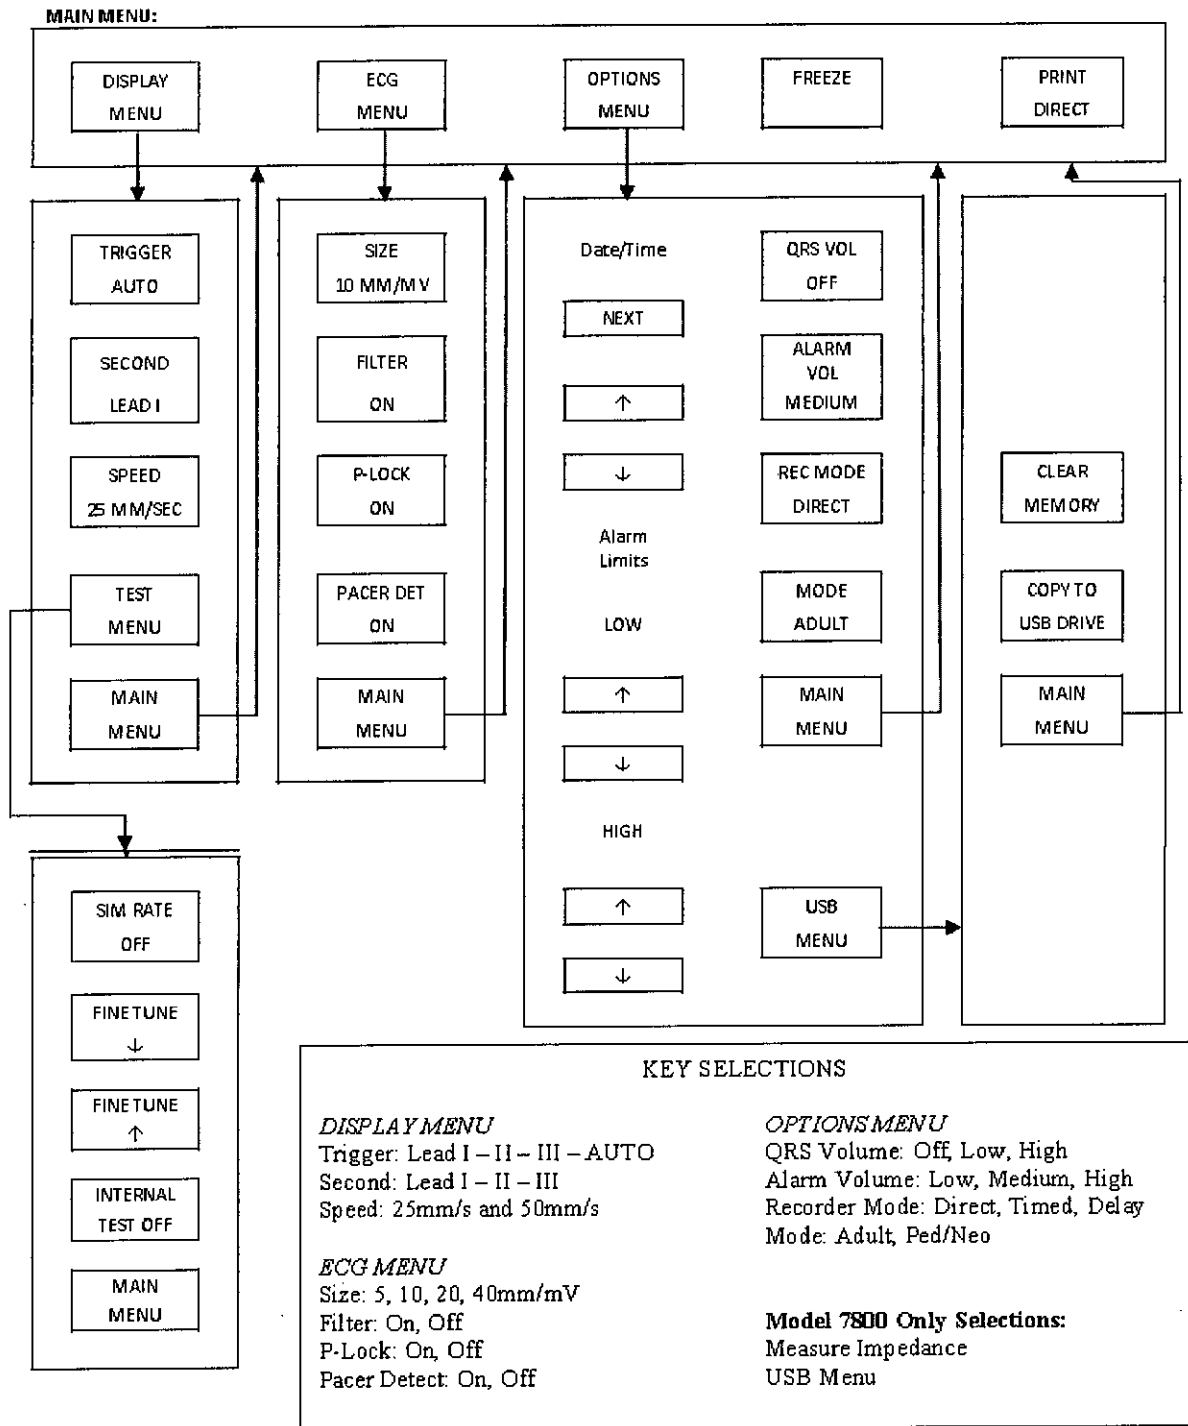 MAIN MENU:
DISPLAY
MENU
ECG
MENU
OPTIONS
MENU
FREEZE
PRINT
DIRECT
TRIGGER
AUTO
SECOND
LEAD I
SPEED
25 MM/SEC
TEST
MENU
MAIN
MENU
SIZE
10 MM/MV
FILTER
ON
P-LOCK
ON
PACER DET
ON
MAIN
MENU
Date/Time
NEXT
↑
↓
Alarm
Limits
LOW
↑
↓
HIGH
↑
↓
QRS VOL
OFF
ALARM
VOL
MEDIUM
REC MODE
DIRECT
MODE
ADULT
MAIN
MENU
USB
MENU
CLEAR
MEMORY
COPY TO
USB DRIVE
MAIN
MENU
SIM RATE
OFF
FINETUNE
↓
FINETUNE
↑
INTERNAL
TEST OFF
MAIN
MENU
KEY SELECTIONS
DISPLAY MENU
Trigger: Lead I – II – III – AUTO
Second: Lead I – II – III
Speed: 25mm/s and 50mm/s
ECG MENU
Size: 5, 10, 20, 40mm/mV
Filter: On, Off
P-Lock: On, Off
Pacer Detect: On, Off
OPTIONS MENU
QRS Volume: Off, Low, High
Alarm Volume: Low, Medium, High
Recorder Mode: Direct, Timed, Delay
Mode: Adult, Ped/Neo
Model 7800 Only Selections:
Measure Impedance
USB Menu